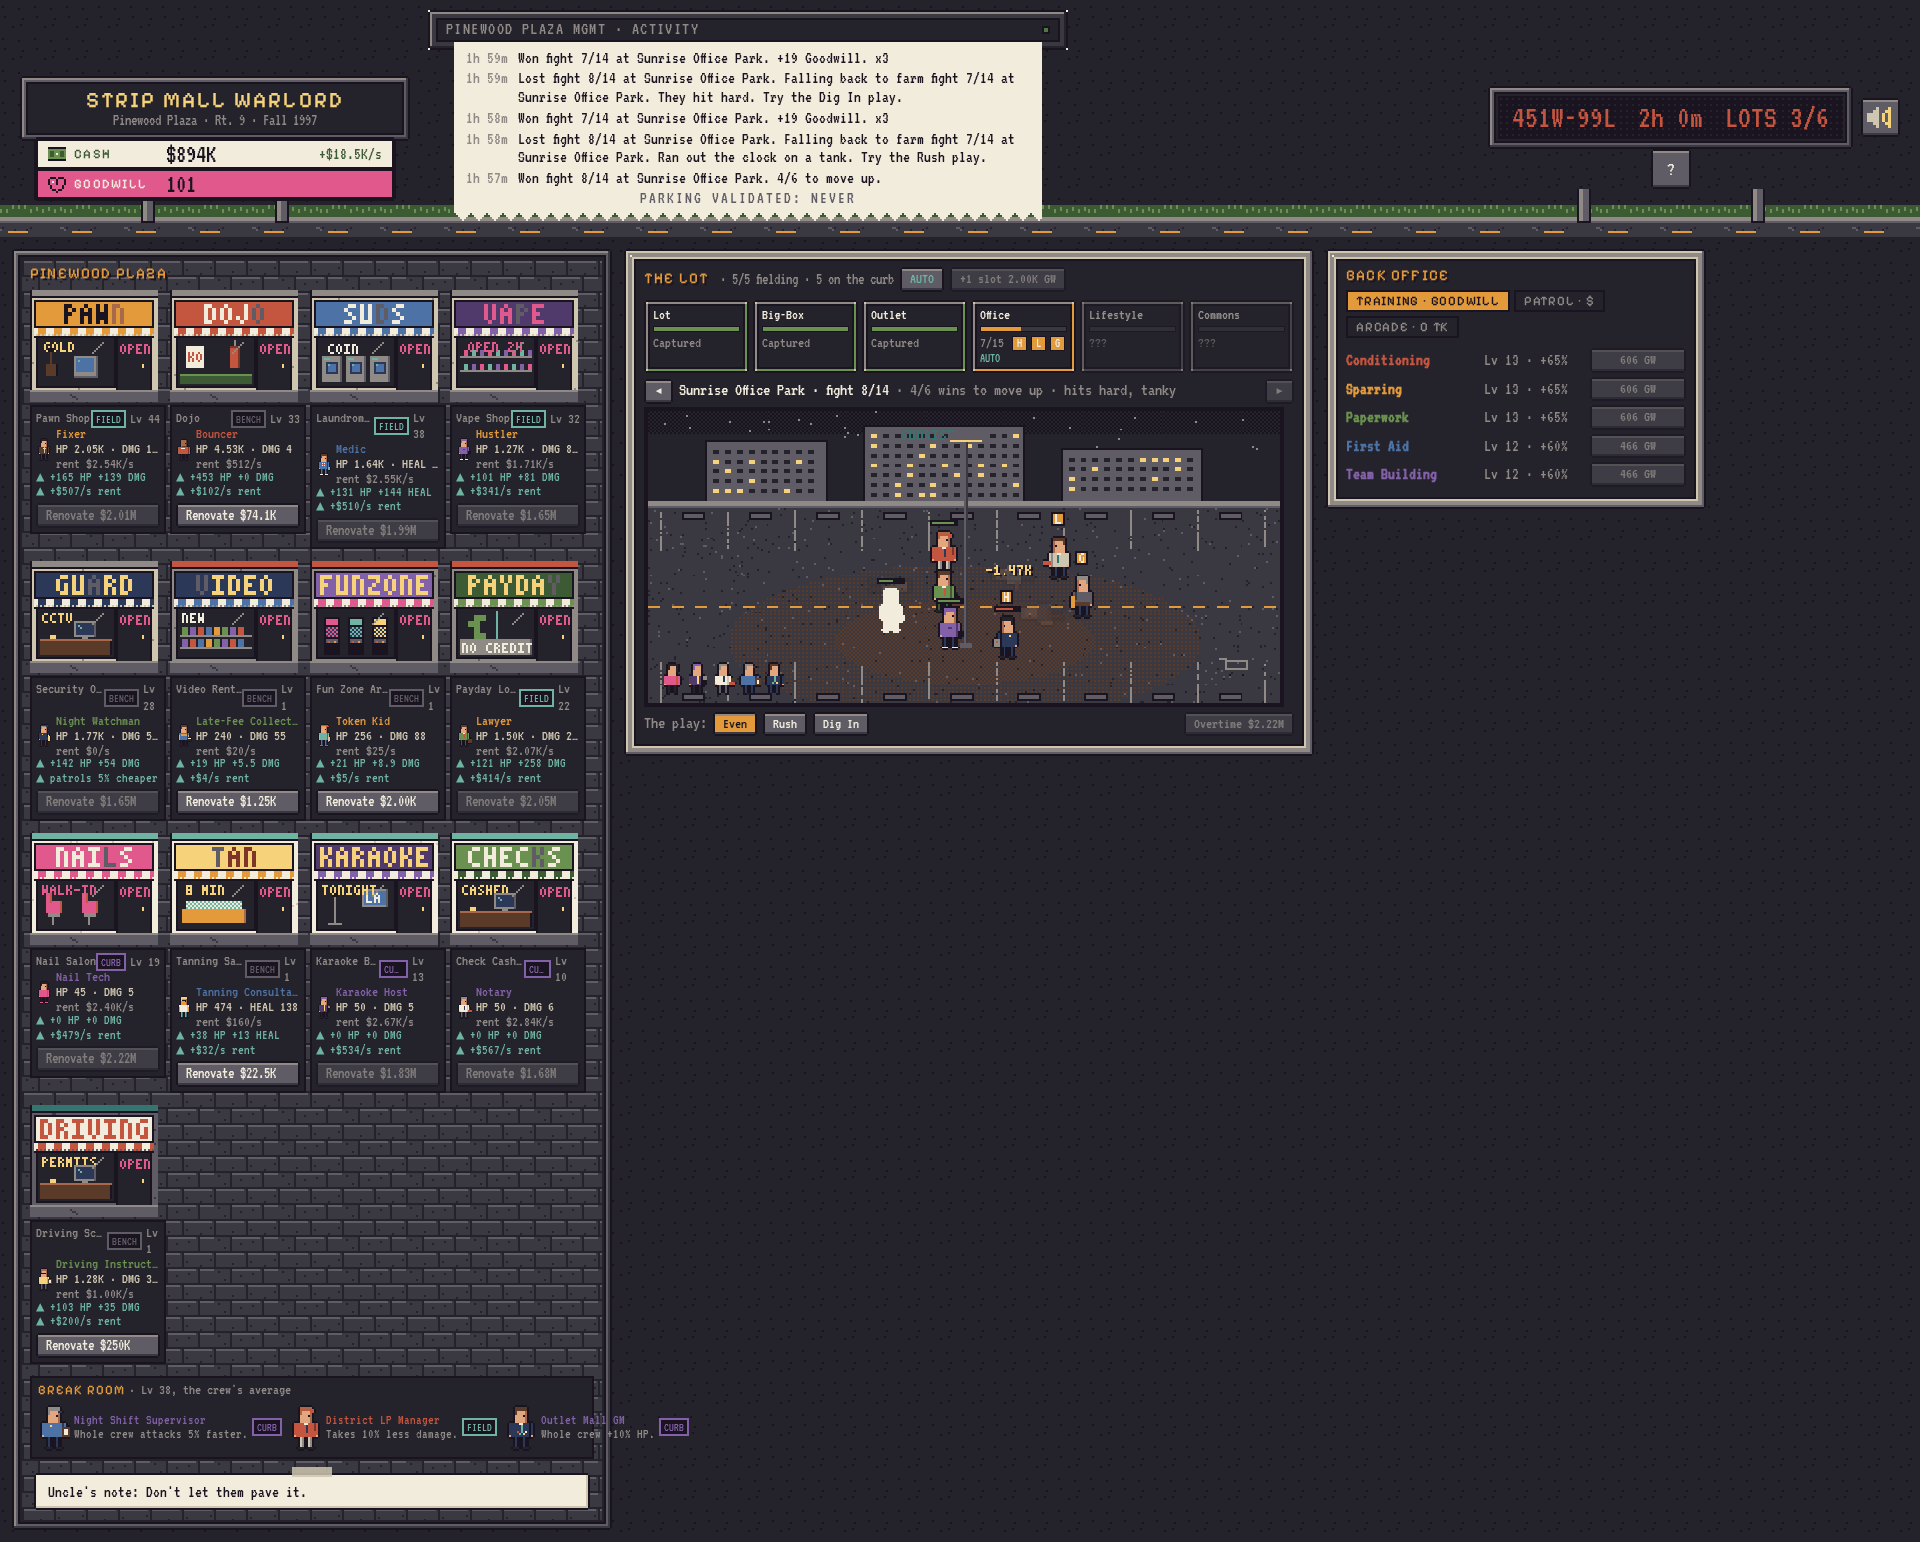 PINEWOOD PLAZA MGMT · ACTIVITY
1h 59m Won fight 7/14 at Sunrise Office Park. +19 Goodwill. x3
1h 59m Lost fight 8/14 at Sunrise Office Park. Falling back to farm fight 7/14 at
Sunrise Office Park. They hit hard. Try the Dig In play.
1h 58m Won fight 7/14 at Sunrise Office Park. +19 Goodwill. x3
1h 58m Lost fight 8/14 at Sunrise Office Park. Falling back to farm fight 7/14 at
Sunrise Office Park. Ran out the clock on a tank. Try the Rush play.
1h 57m Won fight 8/14 at Sunrise Office Park. 4/6 to move up.
PARKING VALIDATED: NEVER
STRIP MALL WARLORD
Pinewood Plaza · Rt. 9 · Fall 1997
CASH $894K +$18.5K/s
GOODWILL 101
451W-99L 2h 0m LOTS 3/6
?
PINEWOOD PLAZA
PAWN DOJO SUDS VAPE
GOLD OPEN KO OPEN COIN OPEN OPEN 24 OPEN
Pawn Shop FIELD Lv 44
Fixer
HP 2.05K · DMG 1…
rent $2.54K/s
▲ +165 HP +139 DMG
▲ +$507/s rent
Renovate $2.01M
Dojo BENCH Lv 33
Bouncer
HP 4.53K · DMG 4
rent $512/s
▲ +453 HP +0 DMG
▲ +$102/s rent
Renovate $74.1K
Laundrom… FIELD Lv 38
Medic
HP 1.64K · HEAL …
rent $2.55K/s
▲ +131 HP +144 HEAL
▲ +$510/s rent
Renovate $1.99M
Vape Shop FIELD Lv 32
Hustler
HP 1.27K · DMG 8…
rent $1.71K/s
▲ +101 HP +81 DMG
▲ +$341/s rent
Renovate $1.65M
GUARD VIDEO FUNZONE PAYDAY
CCTV OPEN NEW OPEN OPEN NO CREDIT OPEN
Security O… BENCH Lv 28
Night Watchman
HP 1.77K · DMG 5…
rent $0/s
▲ +142 HP +54 DMG
▲ patrols 5% cheaper
Renovate $1.65M
Video Rent… BENCH Lv 1
Late-Fee Collect…
HP 240 · DMG 55
rent $20/s
▲ +19 HP +5.5 DMG
▲ +$4/s rent
Renovate $1.25K
Fun Zone Ar… BENCH Lv 1
Token Kid
HP 256 · DMG 88
rent $25/s
▲ +21 HP +8.9 DMG
▲ +$5/s rent
Renovate $2.00K
Payday Lo… FIELD Lv 22
Lawyer
HP 1.50K · DMG 2…
rent $2.07K/s
▲ +121 HP +258 DMG
▲ +$414/s rent
Renovate $2.05M
NAILS TAN KARAOKE CHECKS
WALK-IN OPEN 8 MIN OPEN TONIGHT LA OPEN CASHED OPEN
Nail Salon CURB Lv 19
Nail Tech
HP 45 · DMG 5
rent $2.40K/s
▲ +0 HP +0 DMG
▲ +$479/s rent
Renovate $2.22M
Tanning Sa… BENCH Lv 1
Tanning Consulta…
HP 474 · HEAL 138
rent $160/s
▲ +38 HP +13 HEAL
▲ +$32/s rent
Renovate $22.5K
Karaoke B… CU… Lv 13
Karaoke Host
HP 50 · DMG 5
rent $2.67K/s
▲ +0 HP +0 DMG
▲ +$534/s rent
Renovate $1.83M
Check Cash… CU… Lv 10
Notary
HP 50 · DMG 6
rent $2.84K/s
▲ +0 HP +0 DMG
▲ +$567/s rent
Renovate $1.68M
DRIVING
PERMITS OPEN
Driving Sc… BENCH Lv 1
Driving Instruct…
HP 1.28K · DMG 3…
rent $1.00K/s
▲ +103 HP +35 DMG
▲ +$200/s rent
Renovate $250K
BREAK ROOM · Lv 38, the crew's average
Night Shift Supervisor CURB
Whole crew attacks 5% faster.
District LP Manager FIELD
Takes 10% less damage.
Outlet Mall GM CURB
Whole crew +10% HP.
Uncle's note: Don't let them pave it.
THE LOT · 5/5 fielding · 5 on the curb AUTO +1 slot 2.00K GW
Lot Big-Box Outlet Office Lifestyle Commons
Captured Captured Captured 7/15 H L G ??? ???
AUTO
◄ Sunrise Office Park · fight 8/14 · 4/6 wins to move up · hits hard, tanky ►
L
G
-1.47K
H
The play: Even Rush Dig In Overtime $2.22M
BACK OFFICE
TRAINING · GOODWILL PATROL · $
ARCADE · 0 TK
Conditioning Lv 13 · +65% 606 GW
Sparring Lv 13 · +65% 606 GW
Paperwork Lv 13 · +65% 606 GW
First Aid Lv 12 · +60% 466 GW
Team Building Lv 12 · +60% 466 GW